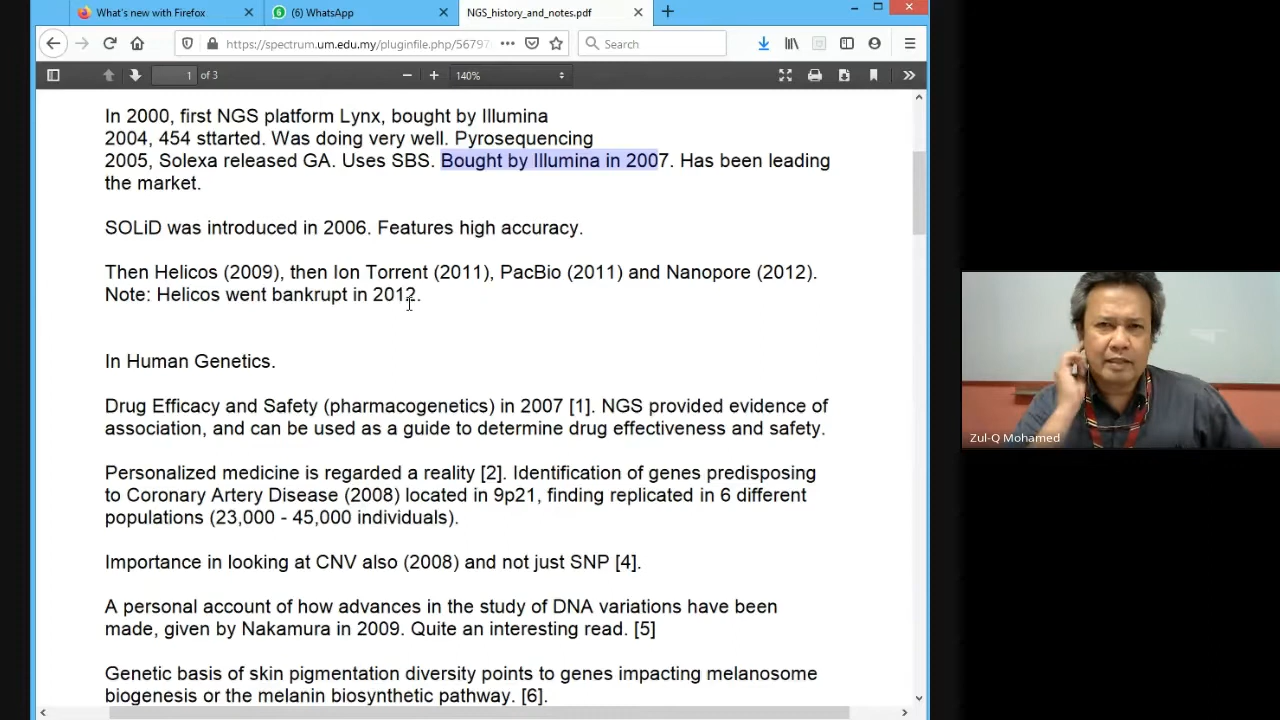 What's new with Firefox
(6) WhatsApp
NGS_history_and_notes.pdf
https://spectrum.um.edu.my/pluginfile.php/56797
Search
1 of 3
140%
In 2000, first NGS platform Lynx, bought by Illumina
2004, 454 sttarted. Was doing very well. Pyrosequencing
2005, Solexa released GA. Uses SBS. Bought by Illumina in 2007. Has been leading
the market.
SOLiD was introduced in 2006. Features high accuracy.
Then Helicos (2009), then Ion Torrent (2011), PacBio (2011) and Nanopore (2012).
Note: Helicos went bankrupt in 2012.
In Human Genetics.
Drug Efficacy and Safety (pharmacogenetics) in 2007 [1]. NGS provided evidence of
association, and can be used as a guide to determine drug effectiveness and safety.
Personalized medicine is regarded a reality [2]. Identification of genes predisposing
to Coronary Artery Disease (2008) located in 9p21, finding replicated in 6 different
populations (23,000 - 45,000 individuals).
Importance in looking at CNV also (2008) and not just SNP [4].
A personal account of how advances in the study of DNA variations have been
made, given by Nakamura in 2009. Quite an interesting read. [5]
Genetic basis of skin pigmentation diversity points to genes impacting melanosome
biogenesis or the melanin biosynthetic pathway. [6].
Zul-Q Mohamed